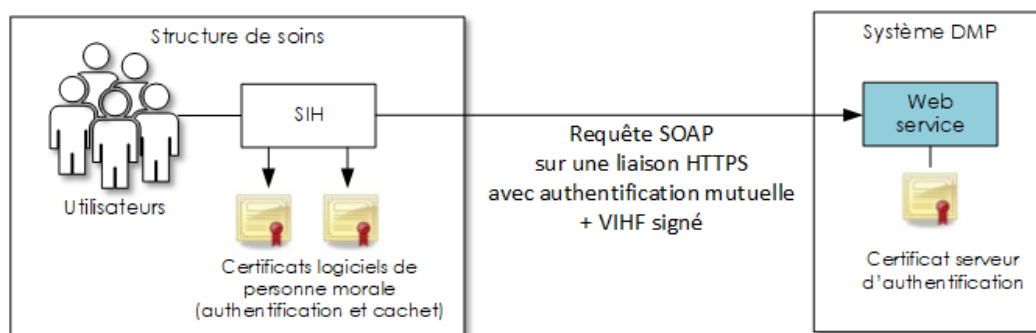 Structure de soins
Système DMP
SIH
Web
service
Utilisateurs
Requête SOAP
sur une liaison HTTPS
avec authentification mutuelle
+ VIHF signé
Certificats logiciels de
personne morale
(authentification et cachet)
Certificat serveur
d'authentification